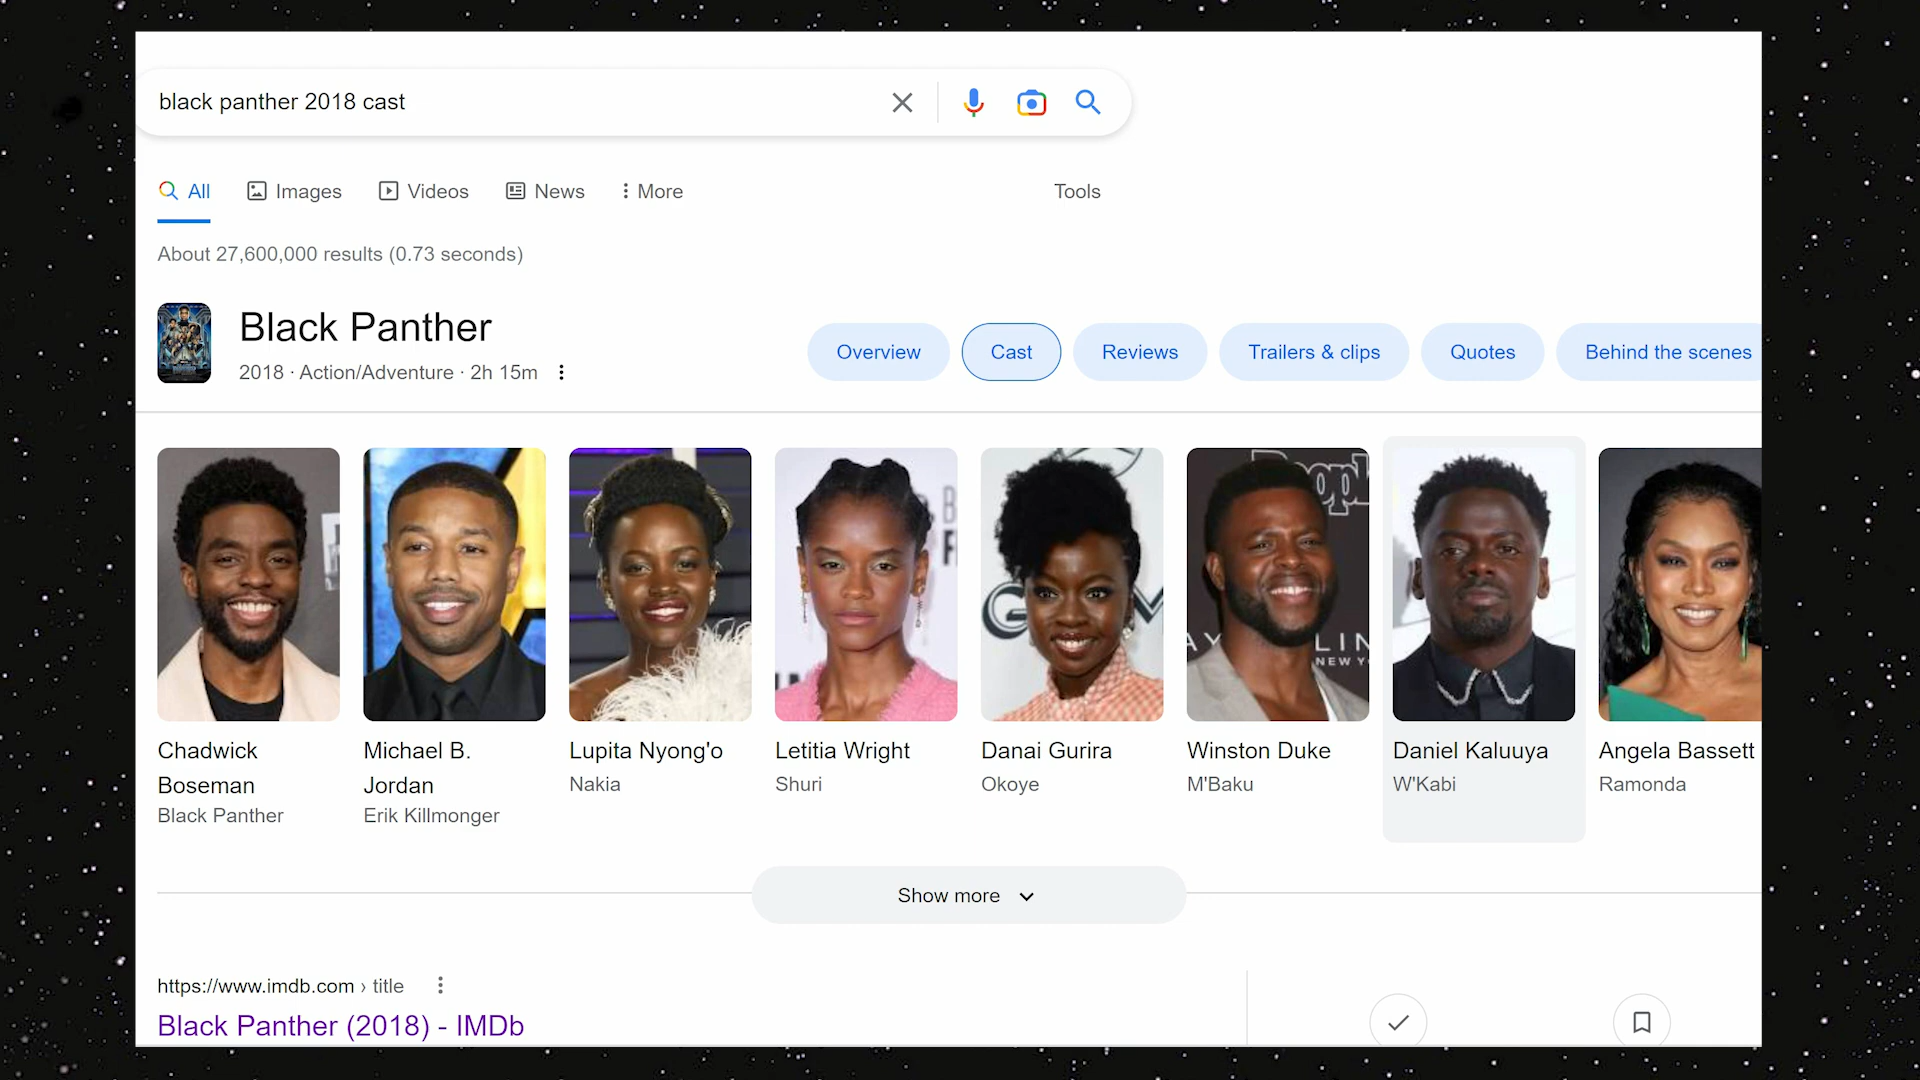 black panther 2018 cast
All Images Videos News More Tools
About 27,600,000 results (0.73 seconds)
Black Panther
2018 · Action/Adventure · 2h 15m
Overview Cast Reviews Trailers & clips Quotes Behind the scenes
Chadwick Boseman
Black Panther
Michael B. Jordan
Erik Killmonger
Lupita Nyong'o
Nakia
Letitia Wright
Shuri
Danai Gurira
Okoye
Winston Duke
M'Baku
Daniel Kaluuya
W'Kabi
Angela Bassett
Ramonda
Show more
https://www.imdb.com › title
Black Panther (2018) - IMDb